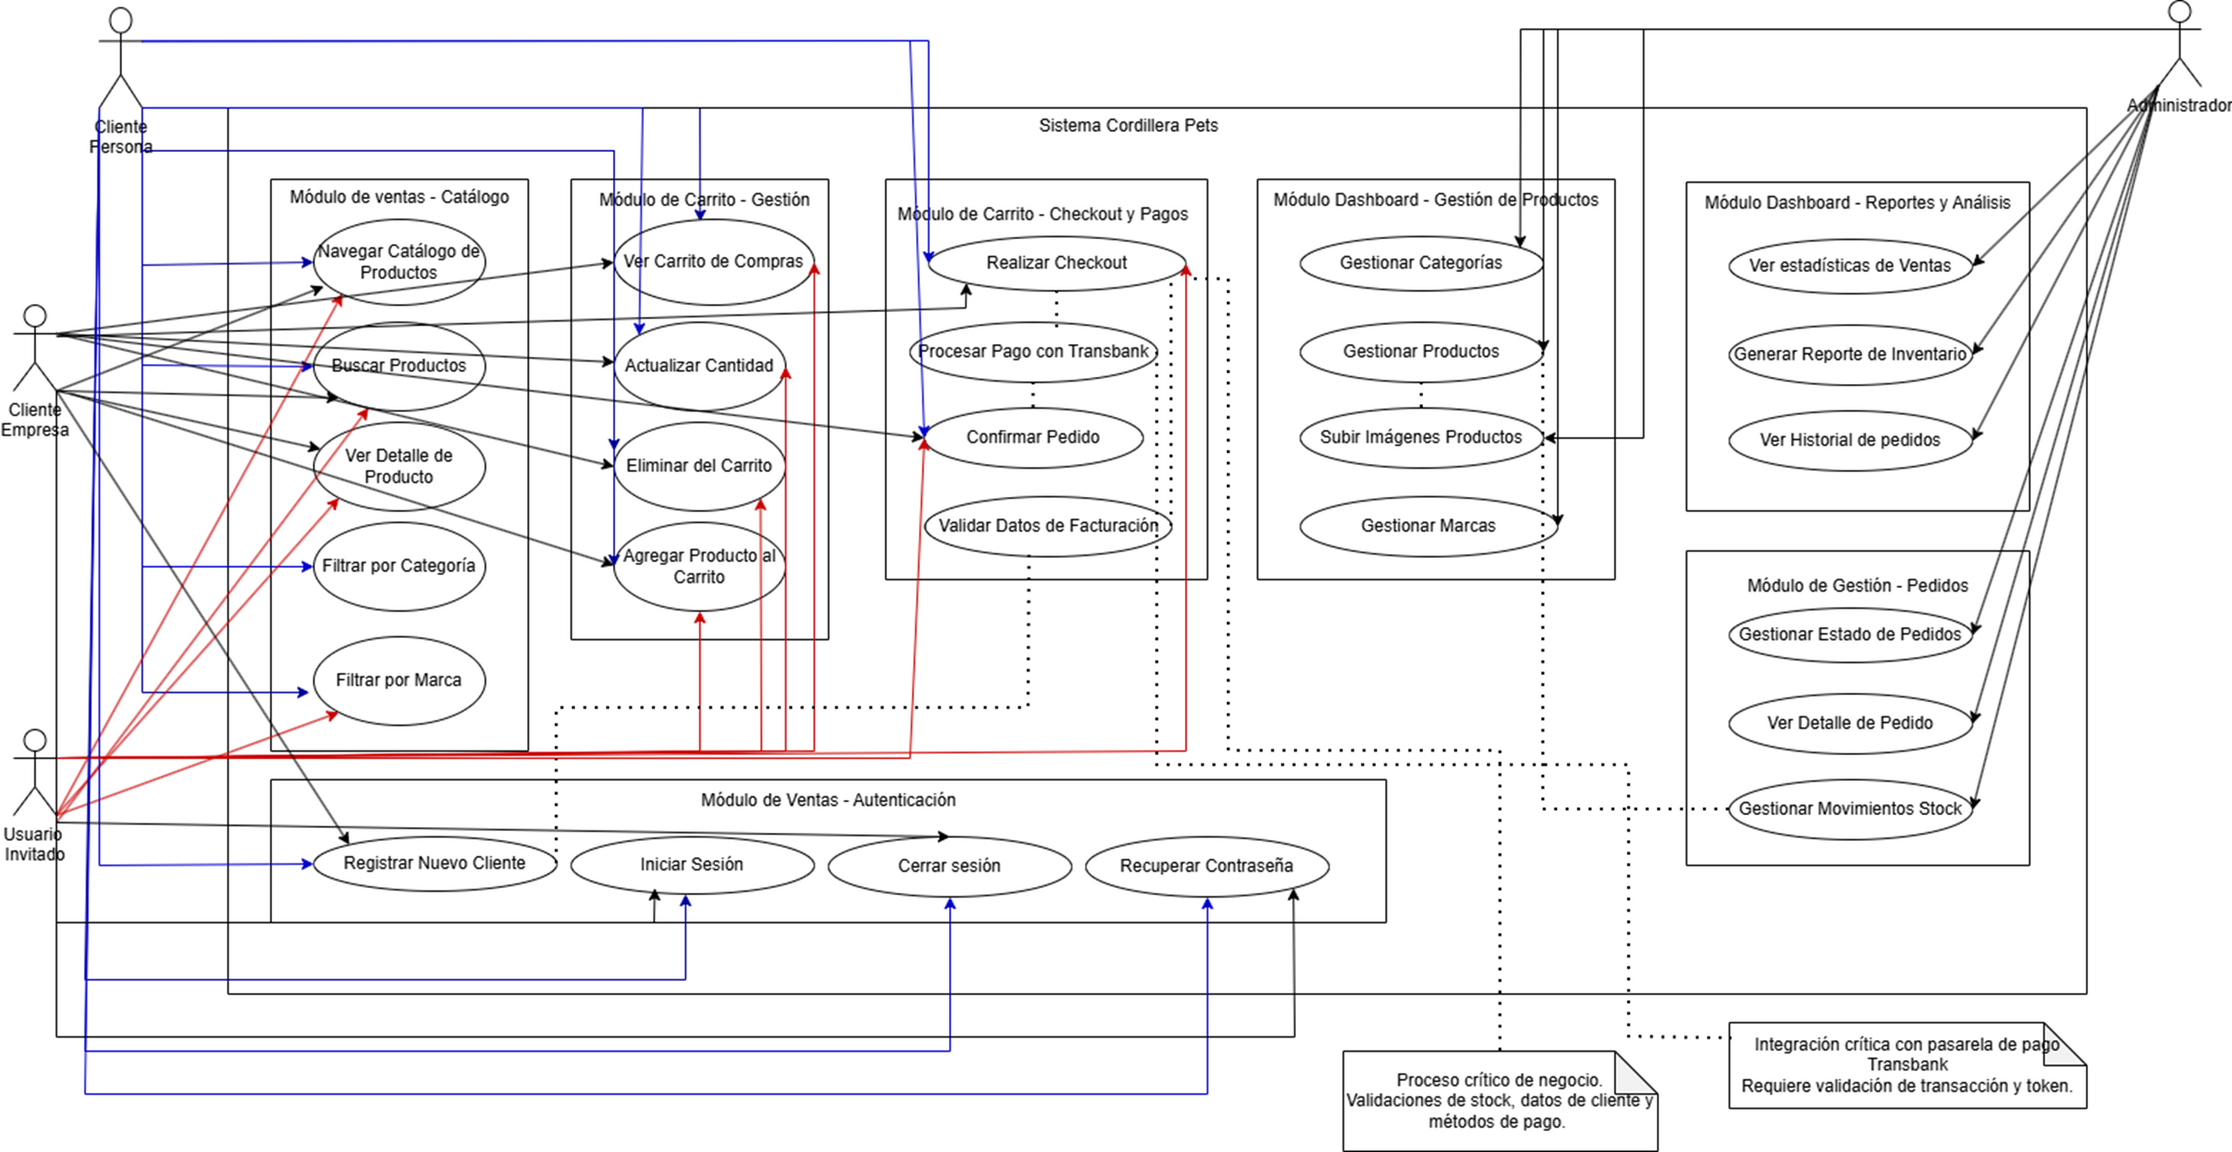 Cliente
Persona
Administrador
Sistema Cordillera Pets
Módulo de ventas - Catálogo
Navegar Catálogo de
Productos
Buscar Productos
Ver Detalle de
Producto
Filtrar por Categoría
Filtrar por Marca
Módulo de Carrito - Gestión
Ver Carrito de Compras
Actualizar Cantidad
Eliminar del Carrito
Agregar Producto al
Carrito
Módulo de Carrito - Checkout y Pagos
Realizar Checkout
Procesar Pago con Transbank
Confirmar Pedido
Validar Datos de Facturación
Módulo Dashboard - Gestión de Productos
Gestionar Categorías
Gestionar Productos
Subir Imágenes Productos
Gestionar Marcas
Módulo Dashboard - Reportes y Análisis
Ver estadísticas de Ventas
Generar Reporte de Inventario
Ver Historial de pedidos
Módulo de Gestión - Pedidos
Gestionar Estado de Pedidos
Ver Detalle de Pedido
Gestionar Movimientos Stock
Cliente
Empresa
Usuario
Invitado
Módulo de Ventas - Autenticación
Registrar Nuevo Cliente
Iniciar Sesión
Cerrar sesión
Recuperar Contraseña
Proceso crítico de negocio.
Validaciones de stock, datos de cliente y
métodos de pago.
Integración crítica con pasarela de pago
Transbank
Requiere validación de transacción y token.